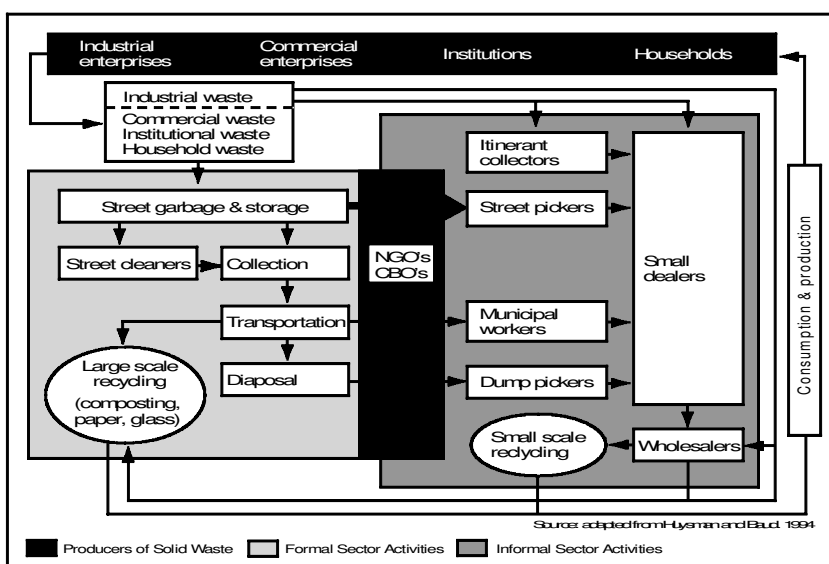 Industrial
enterprises
Commercial
enterprises
Institutions
Households
Industrial waste
Commercial waste
Institutional waste
Household waste
Itinerant
collectors
Street garbage & storage
Street pickers
Street cleaners
Collection
NGO's
CBO's
Small
dealers
Transportation
Municipal
workers
Large scale
recycling
(composting,
paper, glass)
Diaposal
Dump pickers
Small scale
reclycling
Wholesalers
Consumption & production
Source: adapted from Huysman and Baud. 1994
Producers of Solid Waste
Formal Sector Activities
Informal Sector Activities